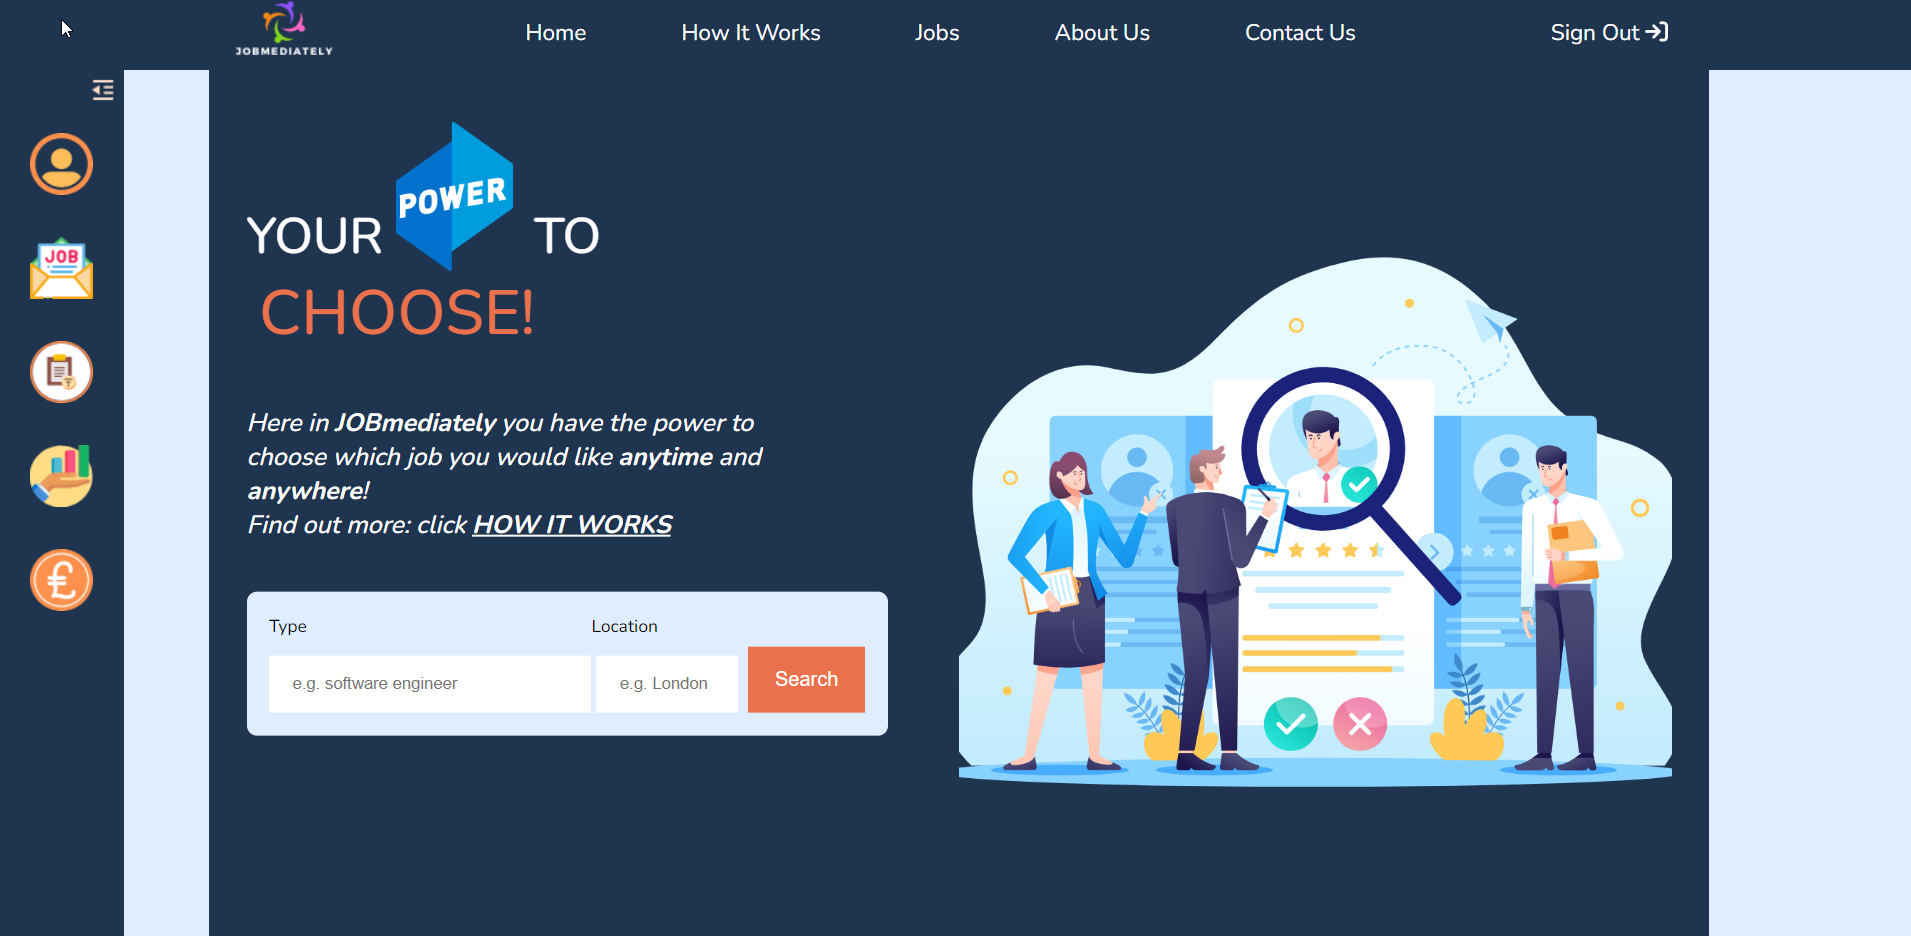 JOBMEDIATELY
Home
How It Works
Jobs
About Us
Contact Us
Sign Out
JOB
YOUR POWER TO
CHOOSE!
Here in JOBmediately you have the power to
choose which job you would like anytime and
anywhere!
Find out more: click HOW IT WORKS
Type
Location
e.g. software engineer
e.g. London
Search
£